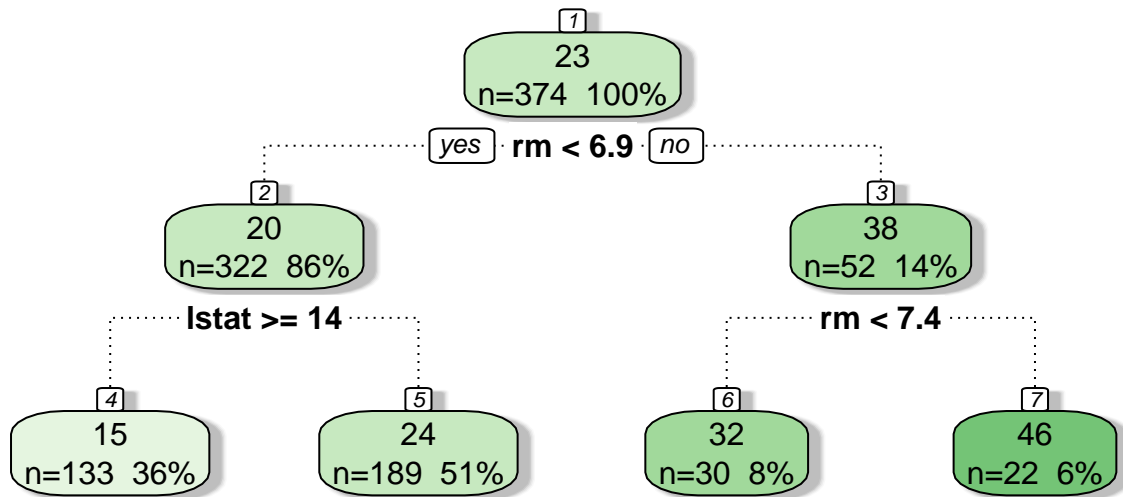 1
23
n=374 100%
yes rm < 6.9 no
2
3
20
n=322 86%
38
n=52 14%
lstat >= 14
rm < 7.4
4
5
6
7
15
n=133 36%
24
n=189 51%
32
n=30 8%
46
n=22 6%